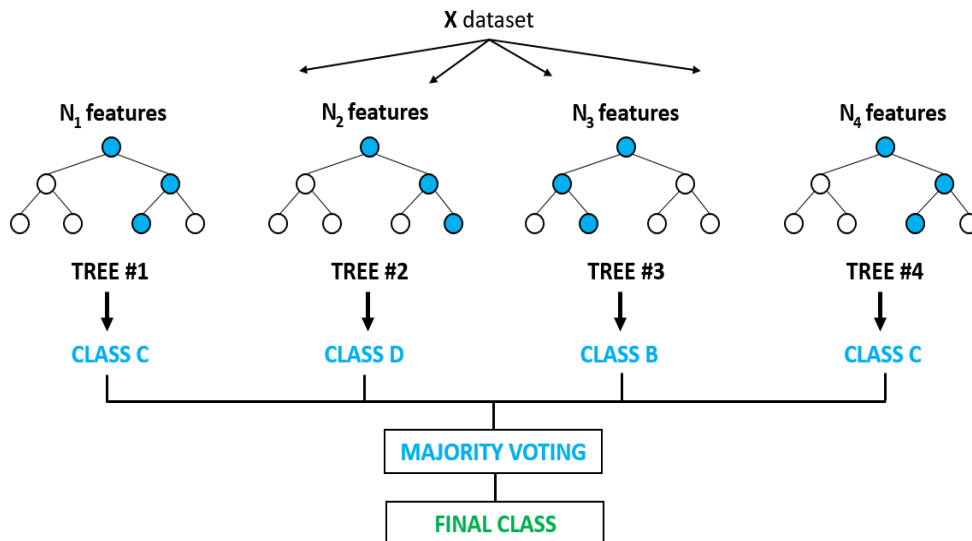 X dataset
N₁ features N₂ features N₃ features N₄ features
TREE #1 TREE #2 TREE #3 TREE #4
CLASS C CLASS D CLASS B CLASS C
MAJORITY VOTING
FINAL CLASS